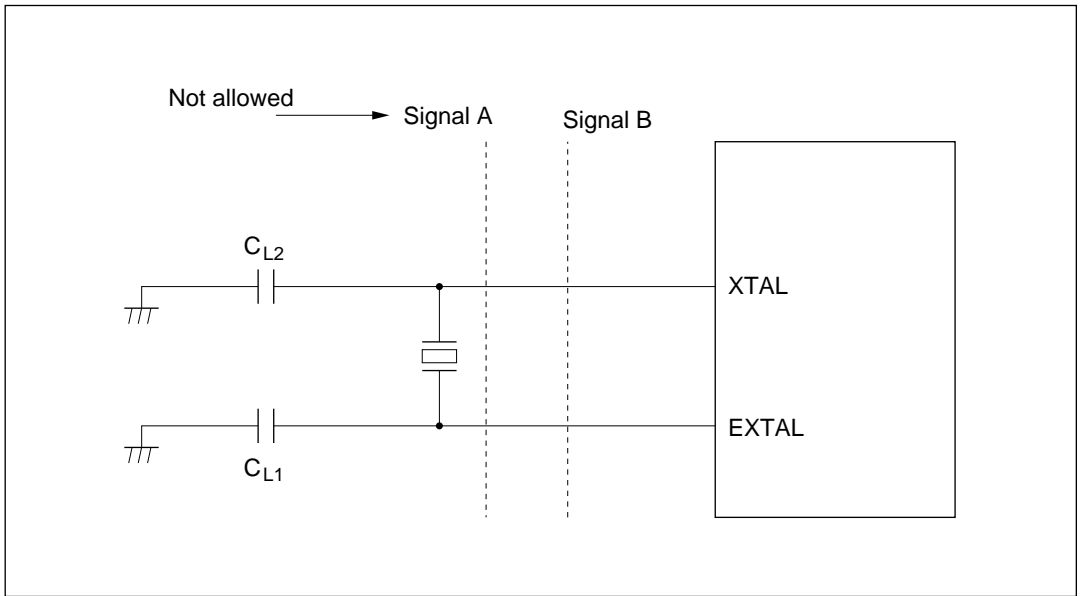 Not allowed
Signal A
Signal B
CL2
XTAL
EXTAL
CL1